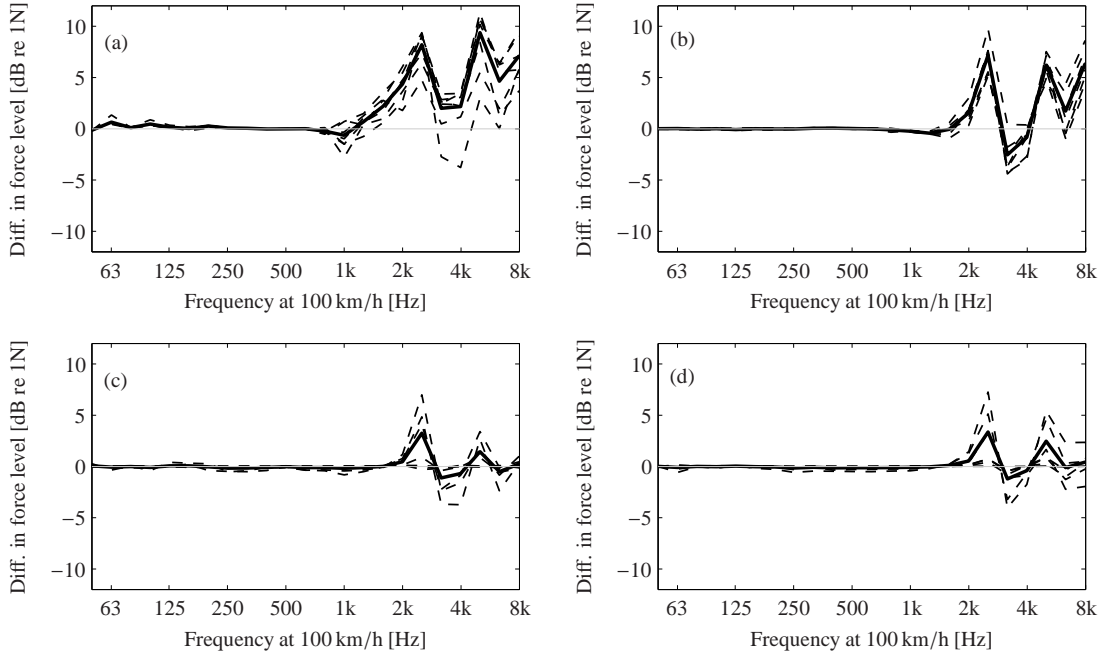 (a)
Diff. in force level [dB re 1N]
10
5
0
−5
−10
63 125 250 500 1k 2k 4k 8k
Frequency at 100 km/h [Hz]
(b)
Diff. in force level [dB re 1N]
10
5
0
−5
−10
63 125 250 500 1k 2k 4k 8k
Frequency at 100 km/h [Hz]
(c)
Diff. in force level [dB re 1N]
10
5
0
−5
−10
63 125 250 500 1k 2k 4k 8k
Frequency at 100 km/h [Hz]
(d)
Diff. in force level [dB re 1N]
10
5
0
−5
−10
63 125 250 500 1k 2k 4k 8k
Frequency at 100 km/h [Hz]